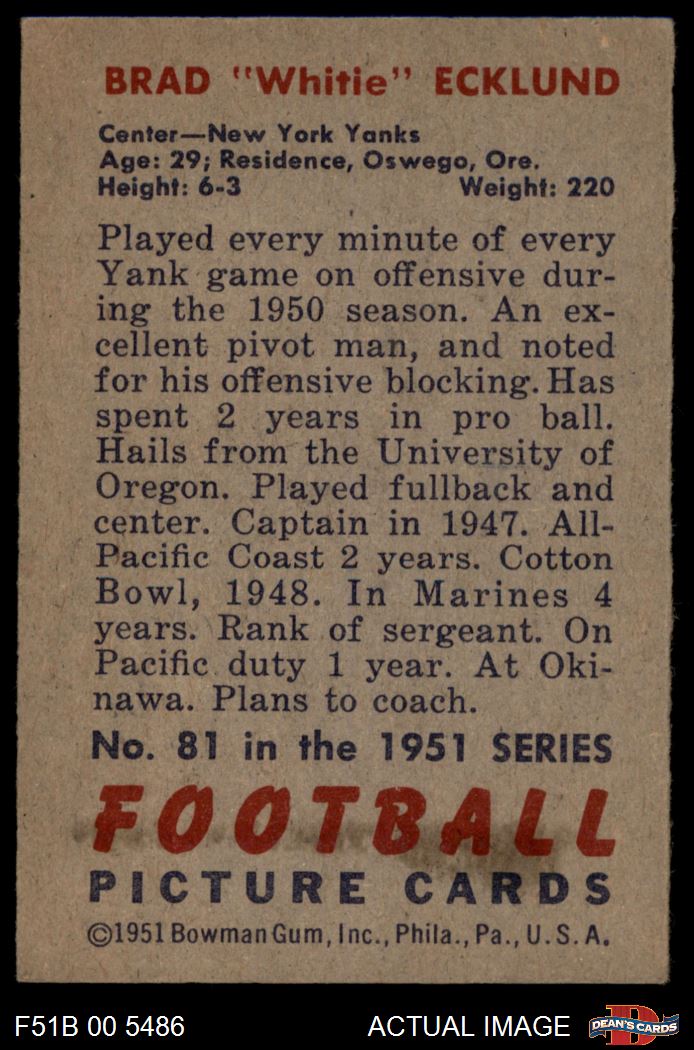 BRAD "Whitie" ECKLUND
Center—New York Yanks
Age: 29; Residence, Oswego, Ore.
Height: 6-3 Weight: 220
Played every minute of every
Yank game on offensive dur-
ing the 1950 season. An ex-
cellent pivot man, and noted
for his offensive blocking. Has
spent 2 years in pro ball.
Hails from the University of
Oregon. Played fullback and
center. Captain in 1947. All-
Pacific Coast 2 years. Cotton
Bowl, 1948. In Marines 4
years. Rank of sergeant. On
Pacific duty 1 year. At Oki-
nawa. Plans to coach.
No. 81 in the 1951 SERIES
FOOTBALL
PICTURE CARDS
©1951 Bowman Gum, Inc., Phila., Pa., U. S. A.
F51B 00 5486 ACTUAL IMAGE D DEAN'S CARDS